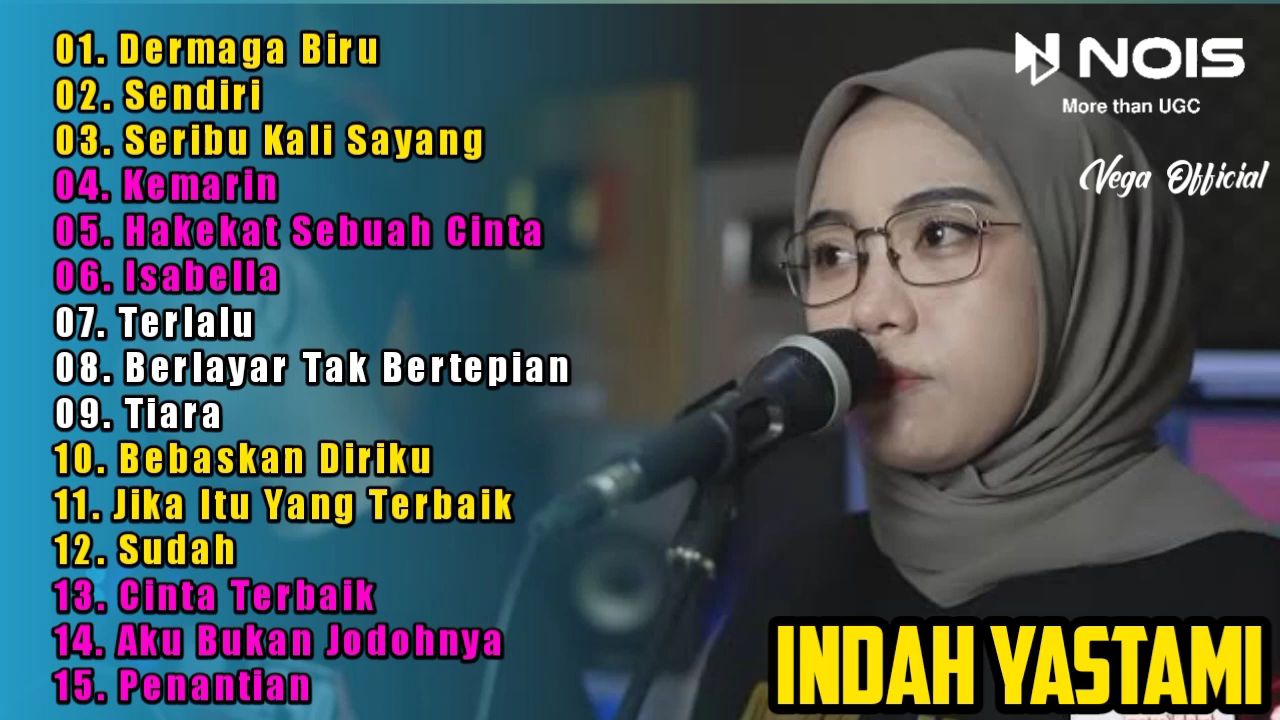 01. Dermaga Biru
02. Sendiri
03. Seribu Kali Sayang
04. Kemarin
05. Hakekat Sebuah Cinta
06. Isabella
07. Terlalu
08. Berlayar Tak Bertepian
09. Tiara
10. Bebaskan Diriku
11. Jika Itu Yang Terbaik
12. Sudah
13. Cinta Terbaik
14. Aku Bukan Jodohnya
15. Penantian
NOIS
More than UGC
Vega Official
INDAH YASTAMI